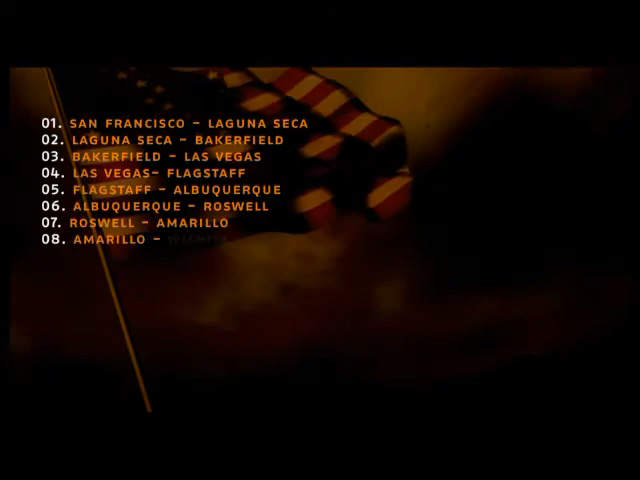 01. SAN FRANCISCO - LAGUNA SECA
02. LAGUNA SECA - BAKERFIELD
03. BAKERFIELD - LAS VEGAS
04. LAS VEGAS- FLAGSTAFF
05. FLAGSTAFF - ALBUQUERQUE
06. ALBUQUERQUE - ROSWELL
07. ROSWELL - AMARILLO
08. AMARILLO -